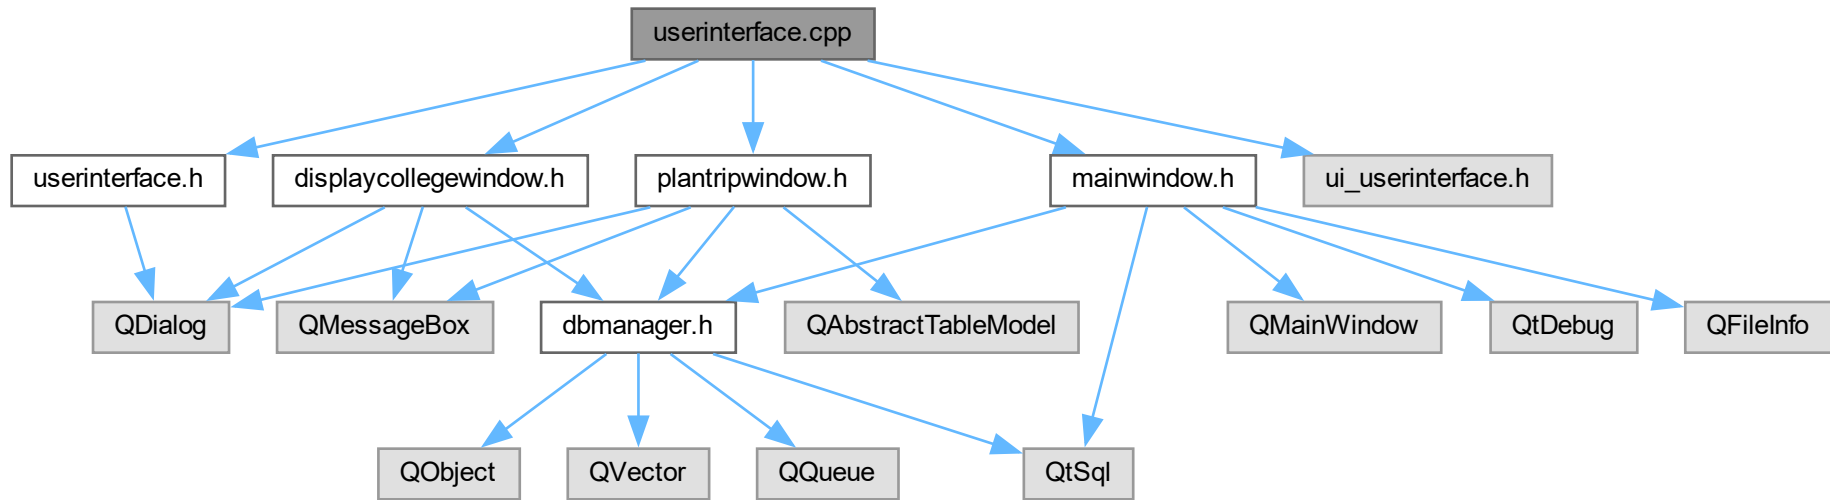 userinterface.cpp
userinterface.h
displaycollegewindow.h
plantripwindow.h
mainwindow.h
ui_userinterface.h
QDialog
QMessageBox
dbmanager.h
QAbstractTableModel
QMainWindow
QtDebug
QFileInfo
QObject
QVector
QQueue
QtSql